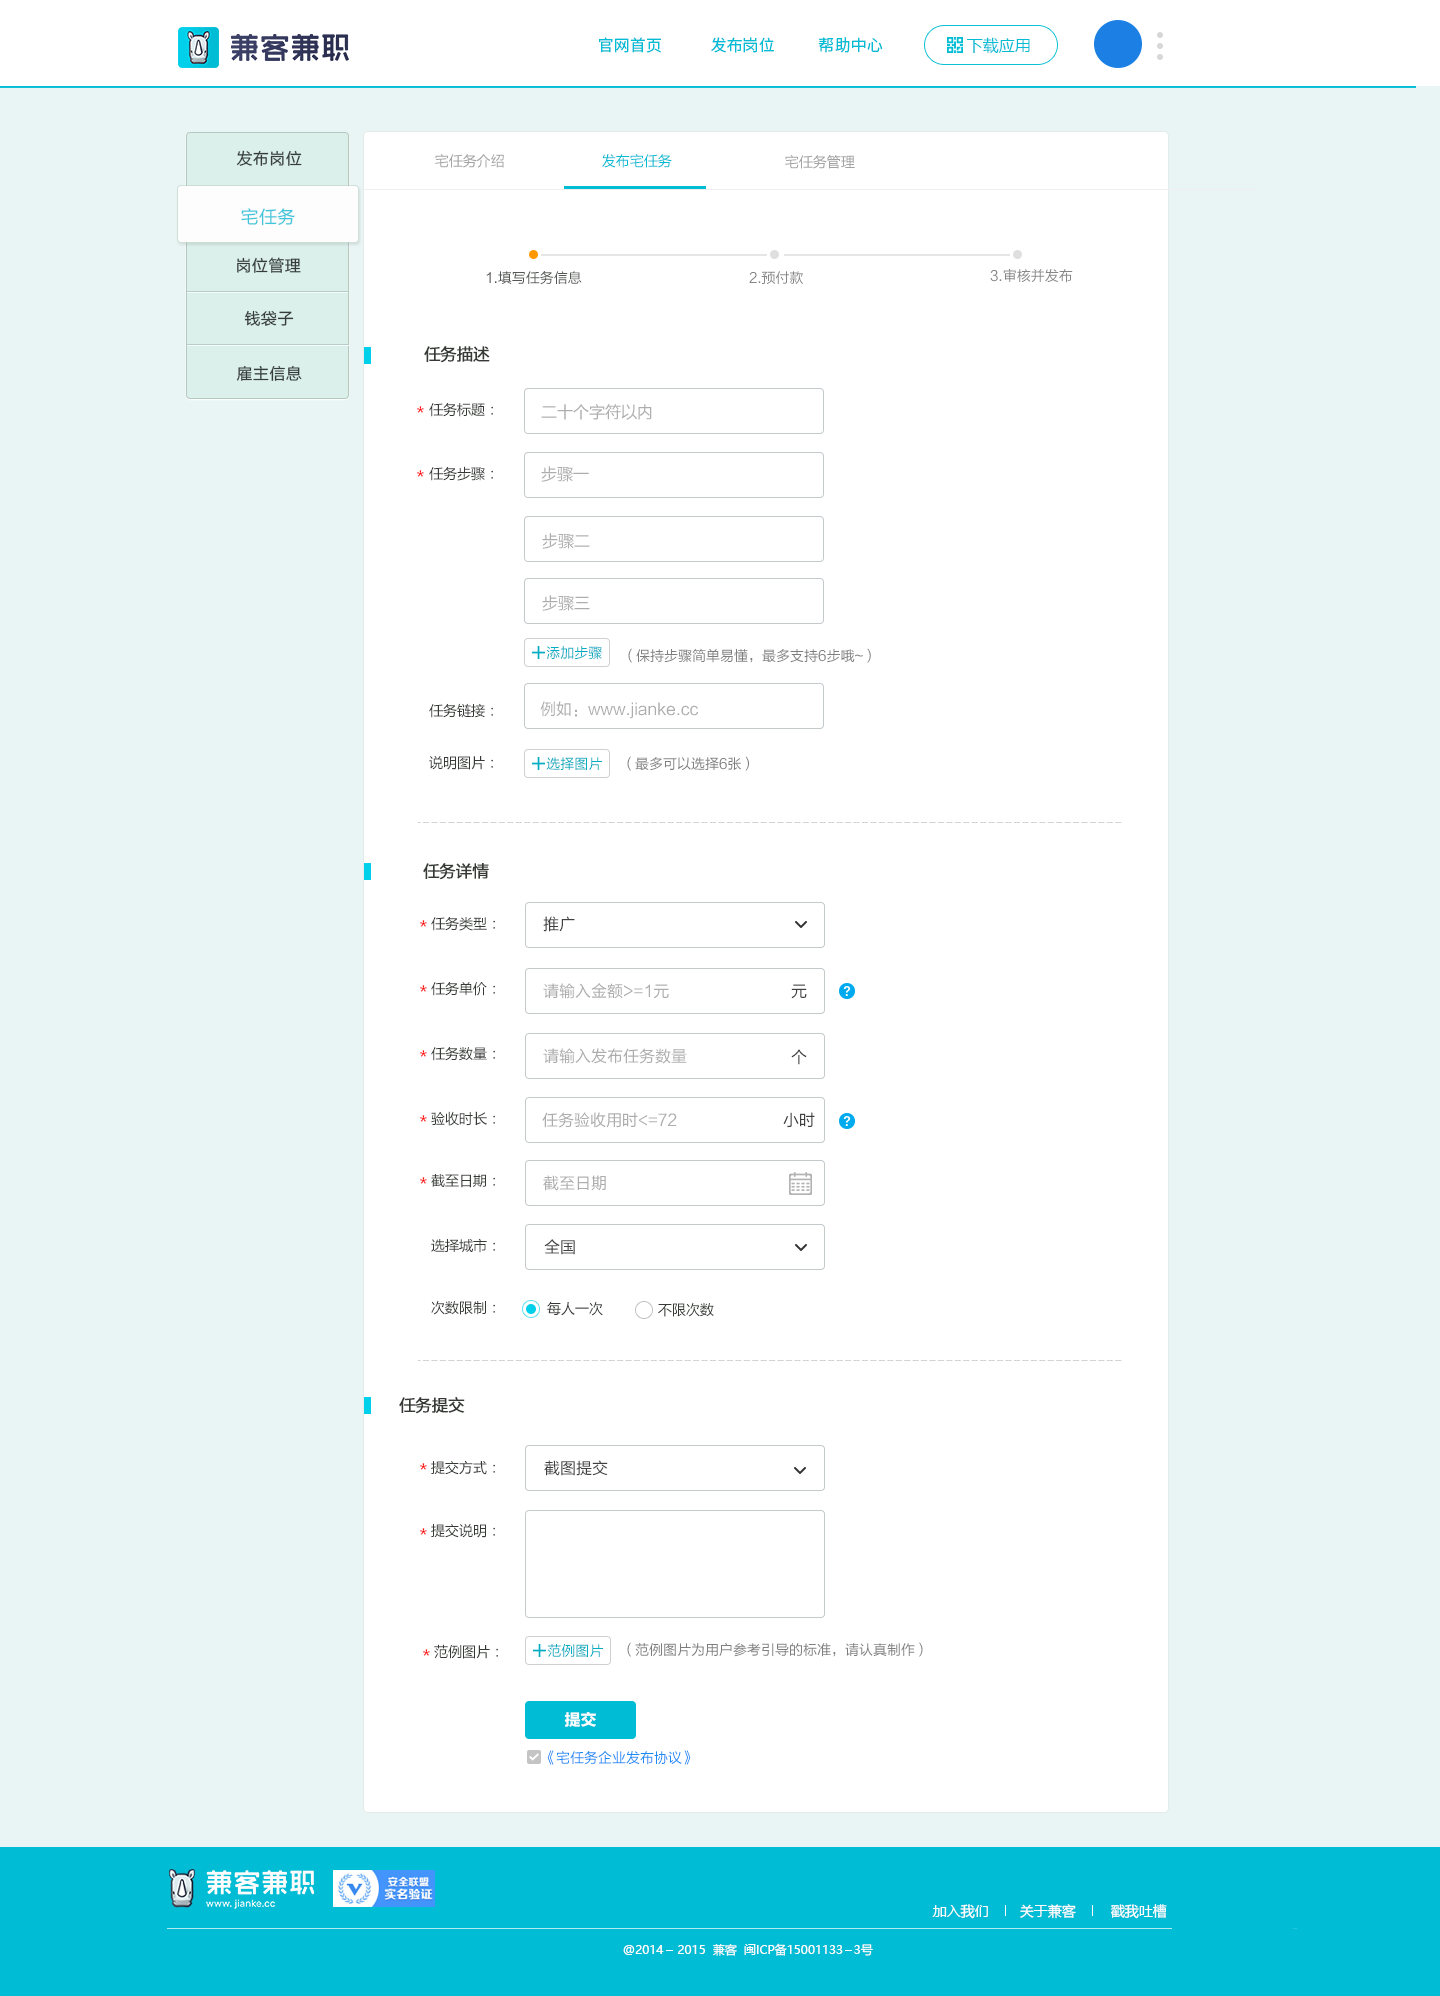 兼客兼职
官网首页 发布岗位 帮助中心 下载应用
发布岗位
宅任务
岗位管理
钱袋子
雇主信息
宅任务介绍 发布宅任务 宅任务管理
1.填写任务信息 2.预付款 3.审核并发布
任务描述
* 任务标题： 二十个字符以内
* 任务步骤： 步骤一
步骤二
步骤三
+添加步骤 （保持步骤简单易懂，最多支持6步哦~）
任务链接： 例如：www.jianke.cc
说明图片： +选择图片 （最多可以选择6张）
任务详情
* 任务类型： 推广
* 任务单价： 请输入金额>=1元 元 ?
* 任务数量： 请输入发布任务数量 个
* 验收时长： 任务验收用时<=72 小时 ?
* 截至日期： 截至日期
选择城市： 全国
次数限制： 每人一次 不限次数
任务提交
* 提交方式： 截图提交
* 提交说明：
* 范例图片： +范例图片 （范例图片为用户参考引导的标准，请认真制作）
提交
《宅任务企业发布协议》
兼客兼职
www.jianke.cc
安全联盟
实名验证
加入我们 | 关于兼客 | 戳我吐槽
@2014–2015 兼客 闽ICP备15001133–3号